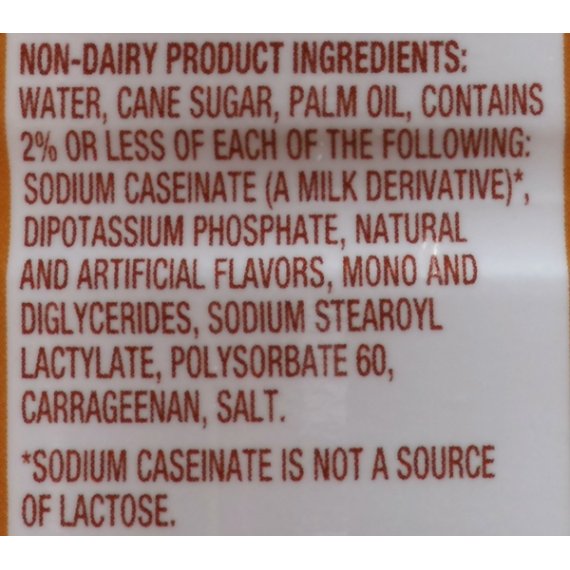 NON-DAIRY PRODUCT INGREDIENTS:
WATER, CANE SUGAR, PALM OIL, CONTAINS
2% OR LESS OF EACH OF THE FOLLOWING:
SODIUM CASEINATE (A MILK DERIVATIVE)*,
DIPOTASSIUM PHOSPHATE, NATURAL
AND ARTIFICIAL FLAVORS, MONO AND
DIGLYCERIDES, SODIUM STEAROYL
LACTYLATE, POLYSORBATE 60,
CARRAGEENAN, SALT.
*SODIUM CASEINATE IS NOT A SOURCE
OF LACTOSE.